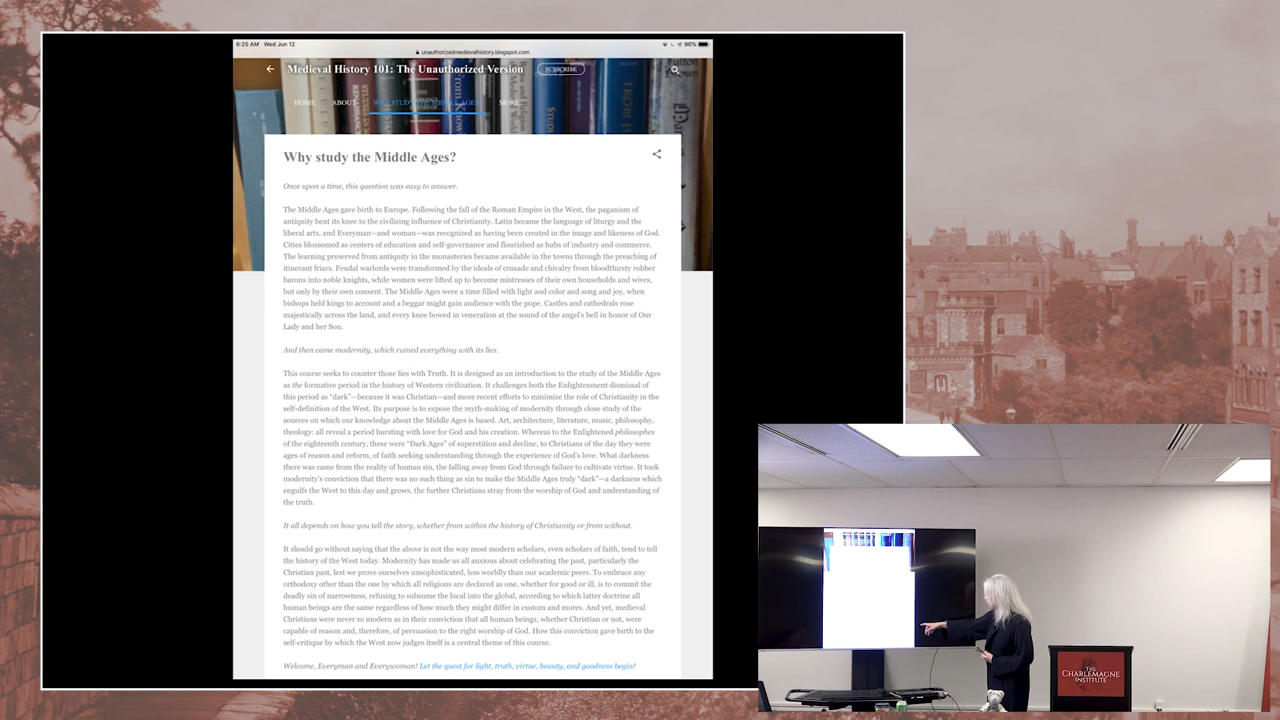 6:25 AM Wed Jun 12
96%
unauthorizedmedievalhistory.blogspot.com
Medieval History 101: The Unauthorized Version
SUBSCRIBE
HOME ABOUT WHY STUDY THE MIDDLE AGES MORE
Why study the Middle Ages?
Once upon a time, this question was easy to answer.
The Middle Ages gave birth to Europe. Following the fall of the Roman Empire in the West, the paganism of
antiquity bent its knee to the civilizing influence of Christianity. Latin became the language of liturgy and the
liberal arts, and Everyman—and woman—was recognized as having been created in the image and likeness of God.
Cities blossomed as centers of education and self-governance and flourished as hubs of industry and commerce.
The learning preserved from antiquity in the monasteries became available in the towns through the preaching of
itinerant friars. Feudal warlords were transformed by the ideals of crusade and chivalry from bloodthirsty robber
barons into noble knights, while women were lifted up to become mistresses of their own households and wives,
but only by their own consent. The Middle Ages were a time filled with light and color and song and joy, when
bishops held kings to account and a beggar might gain audience with the pope. Castles and cathedrals rose
majestically across the land, and every knee bowed in veneration at the sound of the angel's bell in honor of Our
Lady and her Son.
And then came modernity, which ruined everything with its lies.
This course seeks to counter those lies with Truth. It is designed as an introduction to the study of the Middle Ages
as the formative period in the history of Western civilization. It challenges both the Enlightenment dismissal of
this period as "dark"—because it was Christian—and more recent efforts to minimize the role of Christianity in the
self-definition of the West. Its purpose is to expose the myth-making of modernity through close study of the
sources on which our knowledge about the Middle Ages is based. Art, architecture, literature, music, philosophy,
theology: all reveal a period bursting with love for God and his creation. Whereas to the Enlightened philosophes
of the eighteenth century, these were "Dark Ages" of superstition and decline, to Christians of the day they were
ages of reason and reform, of faith seeking understanding through the experience of God's love. What darkness
there was came from the reality of human sin, the falling away from God through failure to cultivate virtue. It took
modernity's conviction that there was no such thing as sin to make the Middle Ages truly "dark"—a darkness which
engulfs the West to this day and grows, the further Christians stray from the worship of God and understanding of
the truth.
It all depends on how you tell the story, whether from within the history of Christianity or from without.
It should go without saying that the above is not the way most modern scholars, even scholars of faith, tend to tell
the history of the West today. Modernity has made us all anxious about celebrating the past, particularly the
Christian past, lest we prove ourselves unsophisticated, less worldly than our academic peers. To embrace any
orthodoxy other than the one by which all religions are declared as one, whether for good or ill, is to commit the
deadly sin of narrowness, refusing to subsume the local into the global, according to which latter doctrine all
human beings are the same regardless of how much they might differ in custom and mores. And yet, medieval
Christians were never so modern as in their conviction that all human beings, whether Christian or not, were
capable of reason and, therefore, of persuasion to the right worship of God. How this conviction gave birth to the
self-critique by which the West now judges itself is a central theme of this course.
Welcome, Everyman and Everywoman! Let the quest for light, truth, virtue, beauty, and goodness begin!
THE
CHARLEMAGNE
INSTITUTE